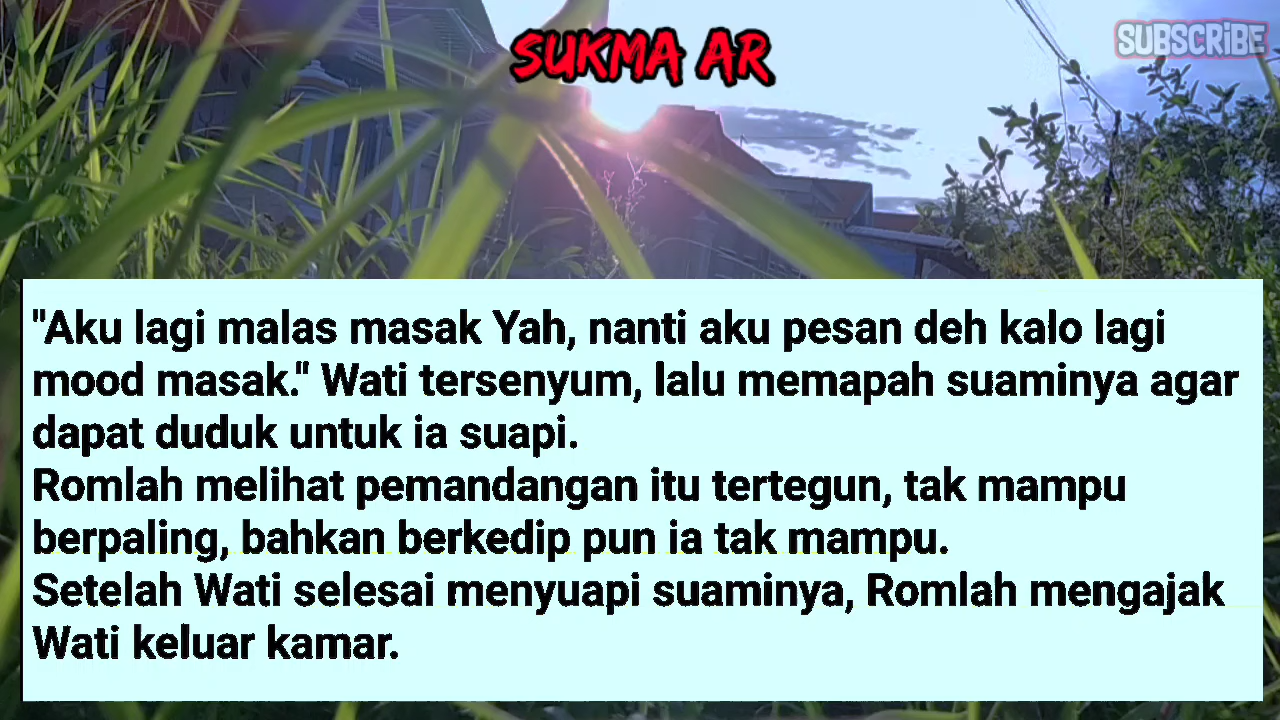 SUKMA AR
SUBSCRiBE
"Aku lagi malas masak Yah, nanti aku pesan deh kalo lagi
mood masak." Wati tersenyum, lalu memapah suaminya agar
dapat duduk untuk ia suapi.
Romlah melihat pemandangan itu tertegun, tak mampu
berpaling, bahkan berkedip pun ia tak mampu.
Setelah Wati selesai menyuapi suaminya, Romlah mengajak
Wati keluar kamar.